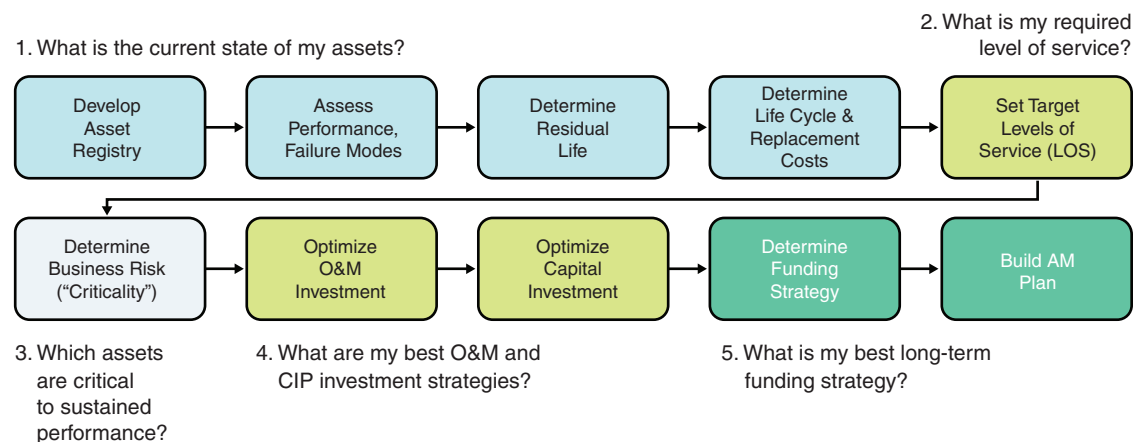 1. What is the current state of my assets?
2. What is my required
level of service?
Develop
Asset
Registry
Assess
Performance,
Failure Modes
Determine
Residual
Life
Determine
Life Cycle &
Replacement
Costs
Set Target
Levels of
Service (LOS)
Determine
Business Risk
(“Criticality”)
Optimize
O&M
Investment
Optimize
Capital
Investment
Determine
Funding
Strategy
Build AM
Plan
3. Which assets
are critical
to sustained
performance?
4. What are my best O&M and
CIP investment strategies?
5. What is my best long-term
funding strategy?